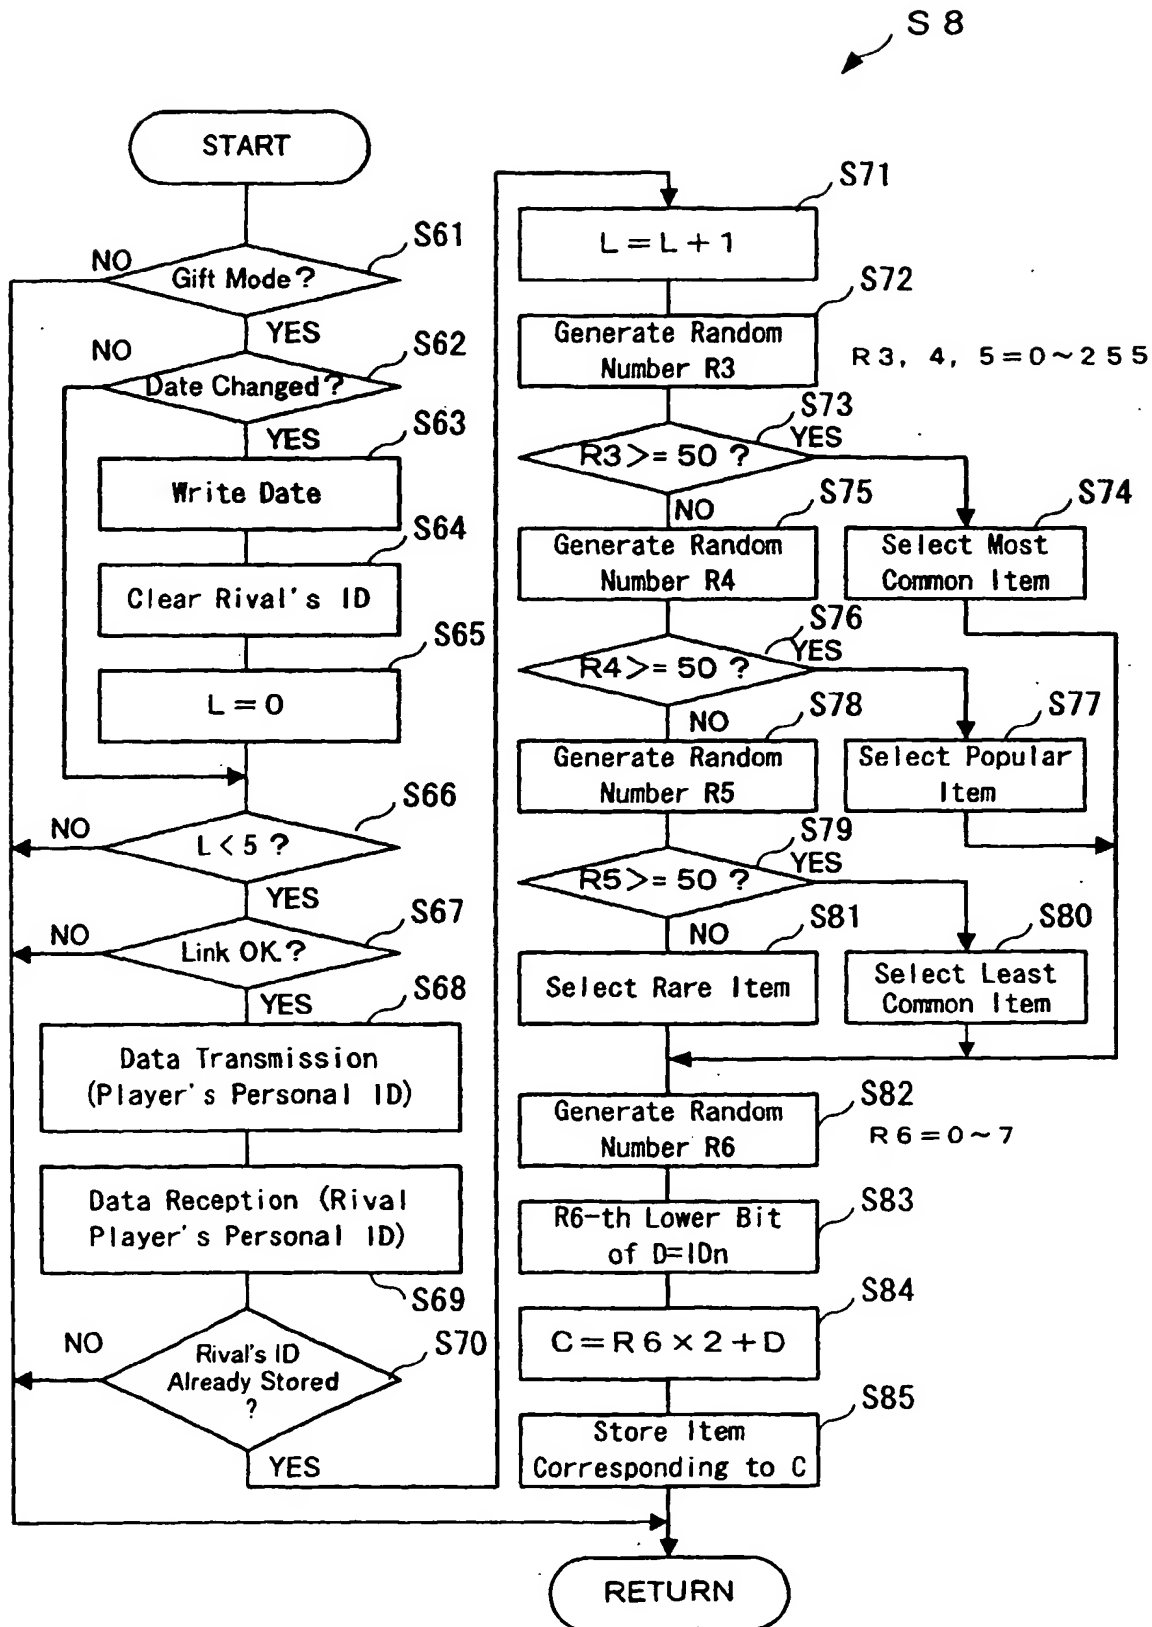 S 8
START
S61
NO
Gift Mode?
YES
S62
NO
Date Changed?
YES
S63
Write Date
S64
Clear Rival's ID
S65
L=0
S66
NO
L<5?
YES
S67
NO
Link OK.?
YES
S68
Data Transmission
(Player's Personal ID)
Data Reception (Rival
Player's Personal ID)
S69
S70
NO
Rival's ID
Already Stored
?
YES
S71
L=L+1
S72
Generate Random
Number R3
R3, 4, 5=0~255
S73
R3>=50?
YES
NO
S74
Select Most
Common Item
S75
Generate Random
Number R4
S76
R4>=50?
YES
NO
S77
Select Popular
Item
S78
Generate Random
Number R5
S79
R5>=50?
YES
NO
S80
Select Least
Common Item
S81
Select Rare Item
S82
Generate Random
Number R6
R6=0~7
S83
R6-th Lower Bit
of D=IDn
S84
C=R6×2+D
S85
Store Item
Corresponding to C
RETURN